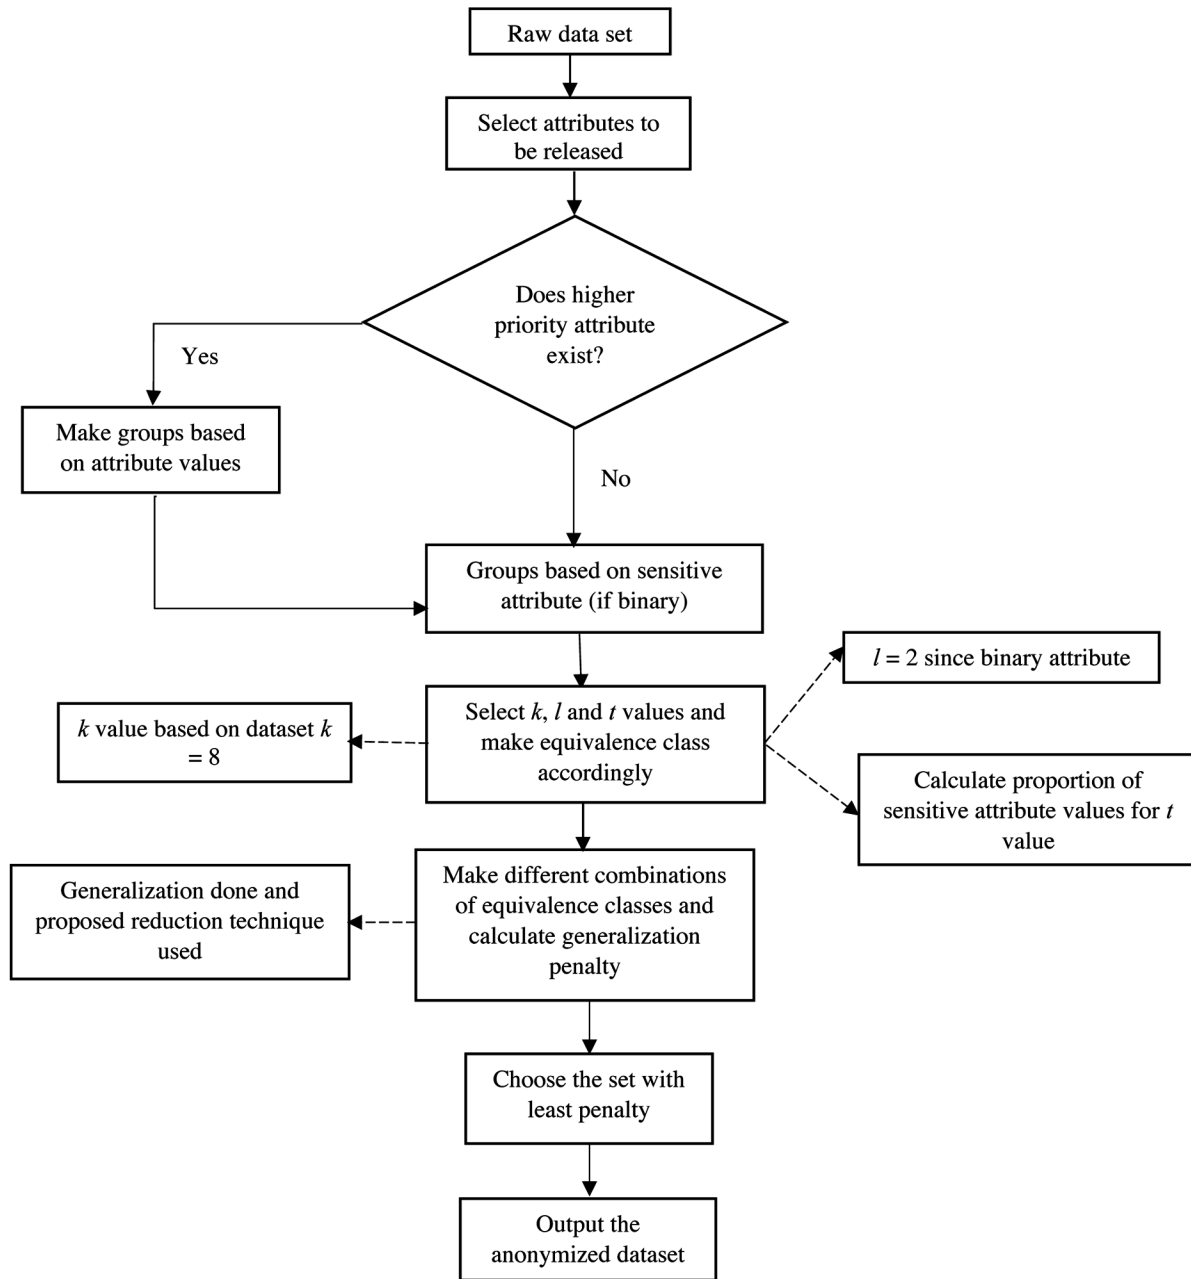 Raw data set
Select attributes to
be released
Does higher
priority attribute
exist?
Yes
Make groups based
on attribute values
No
Groups based on sensitive
attribute (if binary)
l = 2 since binary attribute
Select k, l and t values and
make equivalence class
accordingly
k value based on dataset k
= 8
Calculate proportion of
sensitive attribute values for t
value
Make different combinations
of equivalence classes and
calculate generalization
penalty
Generalization done and
proposed reduction technique
used
Choose the set with
least penalty
Output the
anonymized dataset